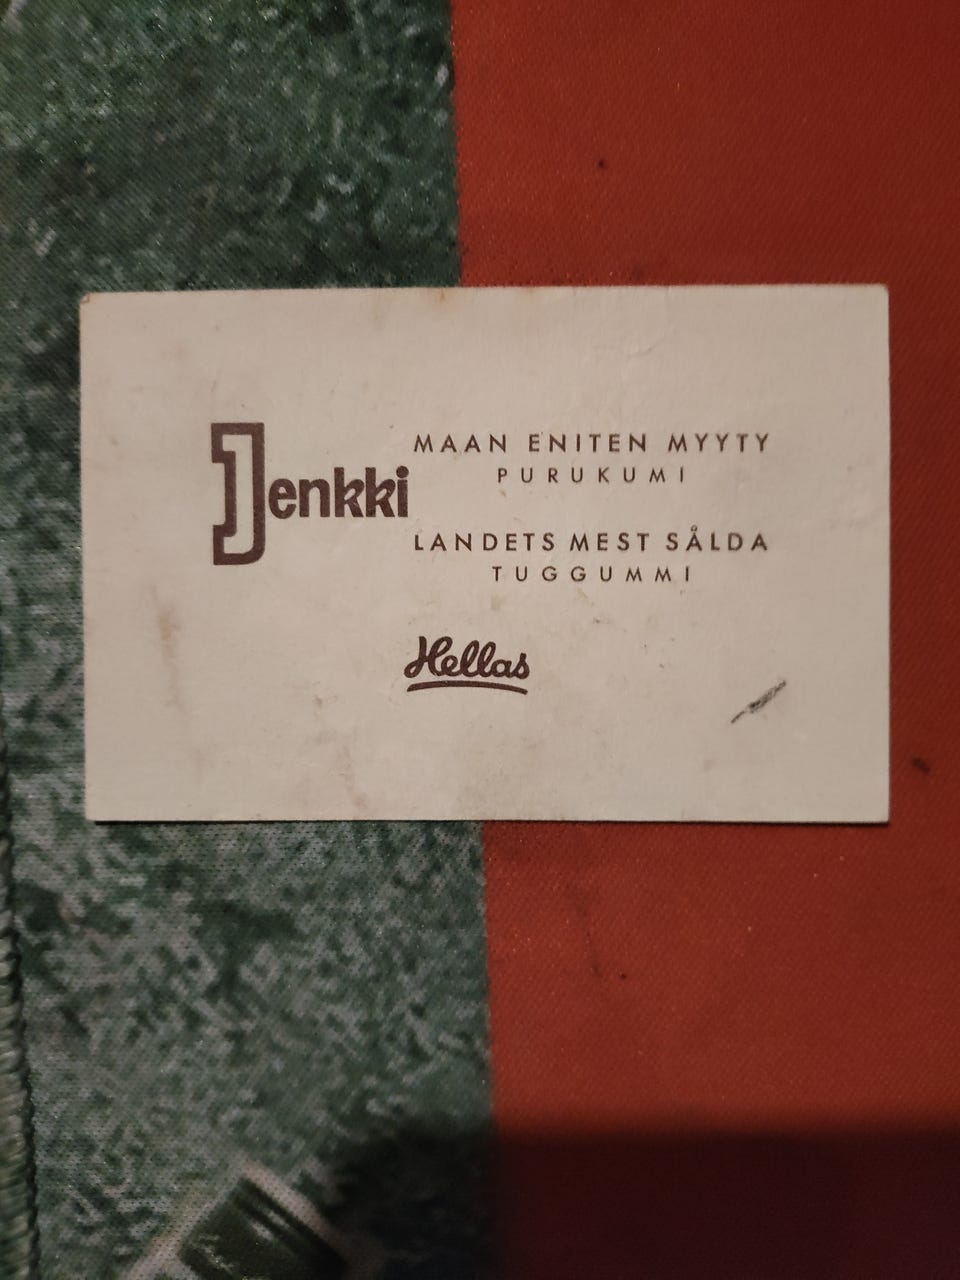 Jenkki
MAAN ENITEN MYYTY
PURUKUMI
LANDETS MEST SÅLDA
TUGGUMMI
Hellas